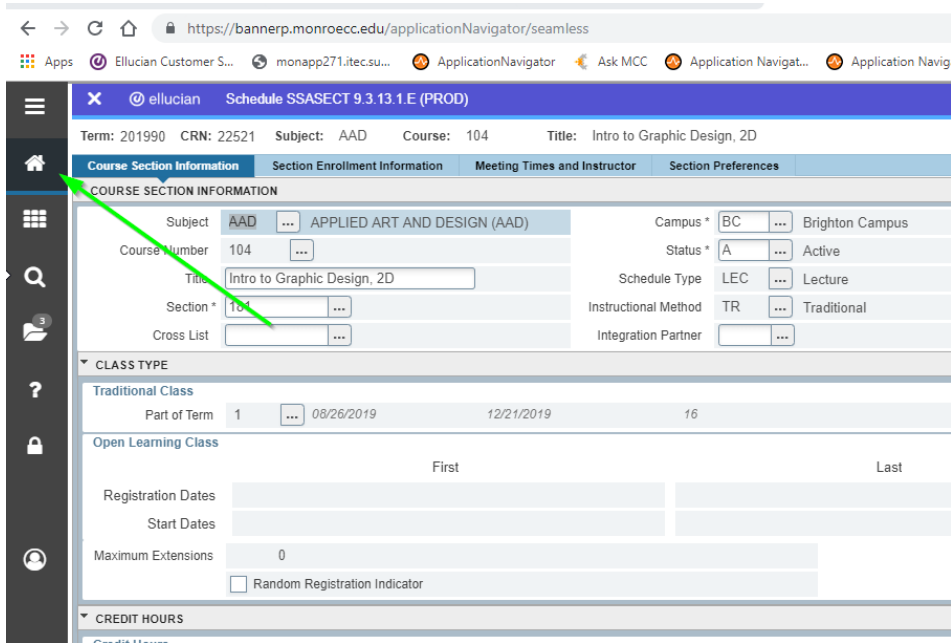 https://bannerp.monroecc.edu/applicationNavigator/seamless
Apps Ellucian Customer S... monapp271.itec.su... ApplicationNavigator Ask MCC Application Navigat... Application Navig
ellucian Schedule SSASECT 9.3.13.1.E (PROD)
Term: 201990 CRN: 22521 Subject: AAD Course: 104 Title: Intro to Graphic Design, 2D
Course Section Information Section Enrollment Information Meeting Times and Instructor Section Preferences
COURSE SECTION INFORMATION
Subject AAD ... APPLIED ART AND DESIGN (AAD) Campus * BC ... Brighton Campus
Course Number 104 ... Status * A ... Active
Title Intro to Graphic Design, 2D Schedule Type LEC ... Lecture
Section * 181 ... Instructional Method TR ... Traditional
3
Cross List ... Integration Partner ...
CLASS TYPE
Traditional Class
Part of Term 1 ... 08/26/2019 12/21/2019 16
Open Learning Class
First Last
Registration Dates
Start Dates
Maximum Extensions 0
Random Registration Indicator
CREDIT HOURS
Credit Hours